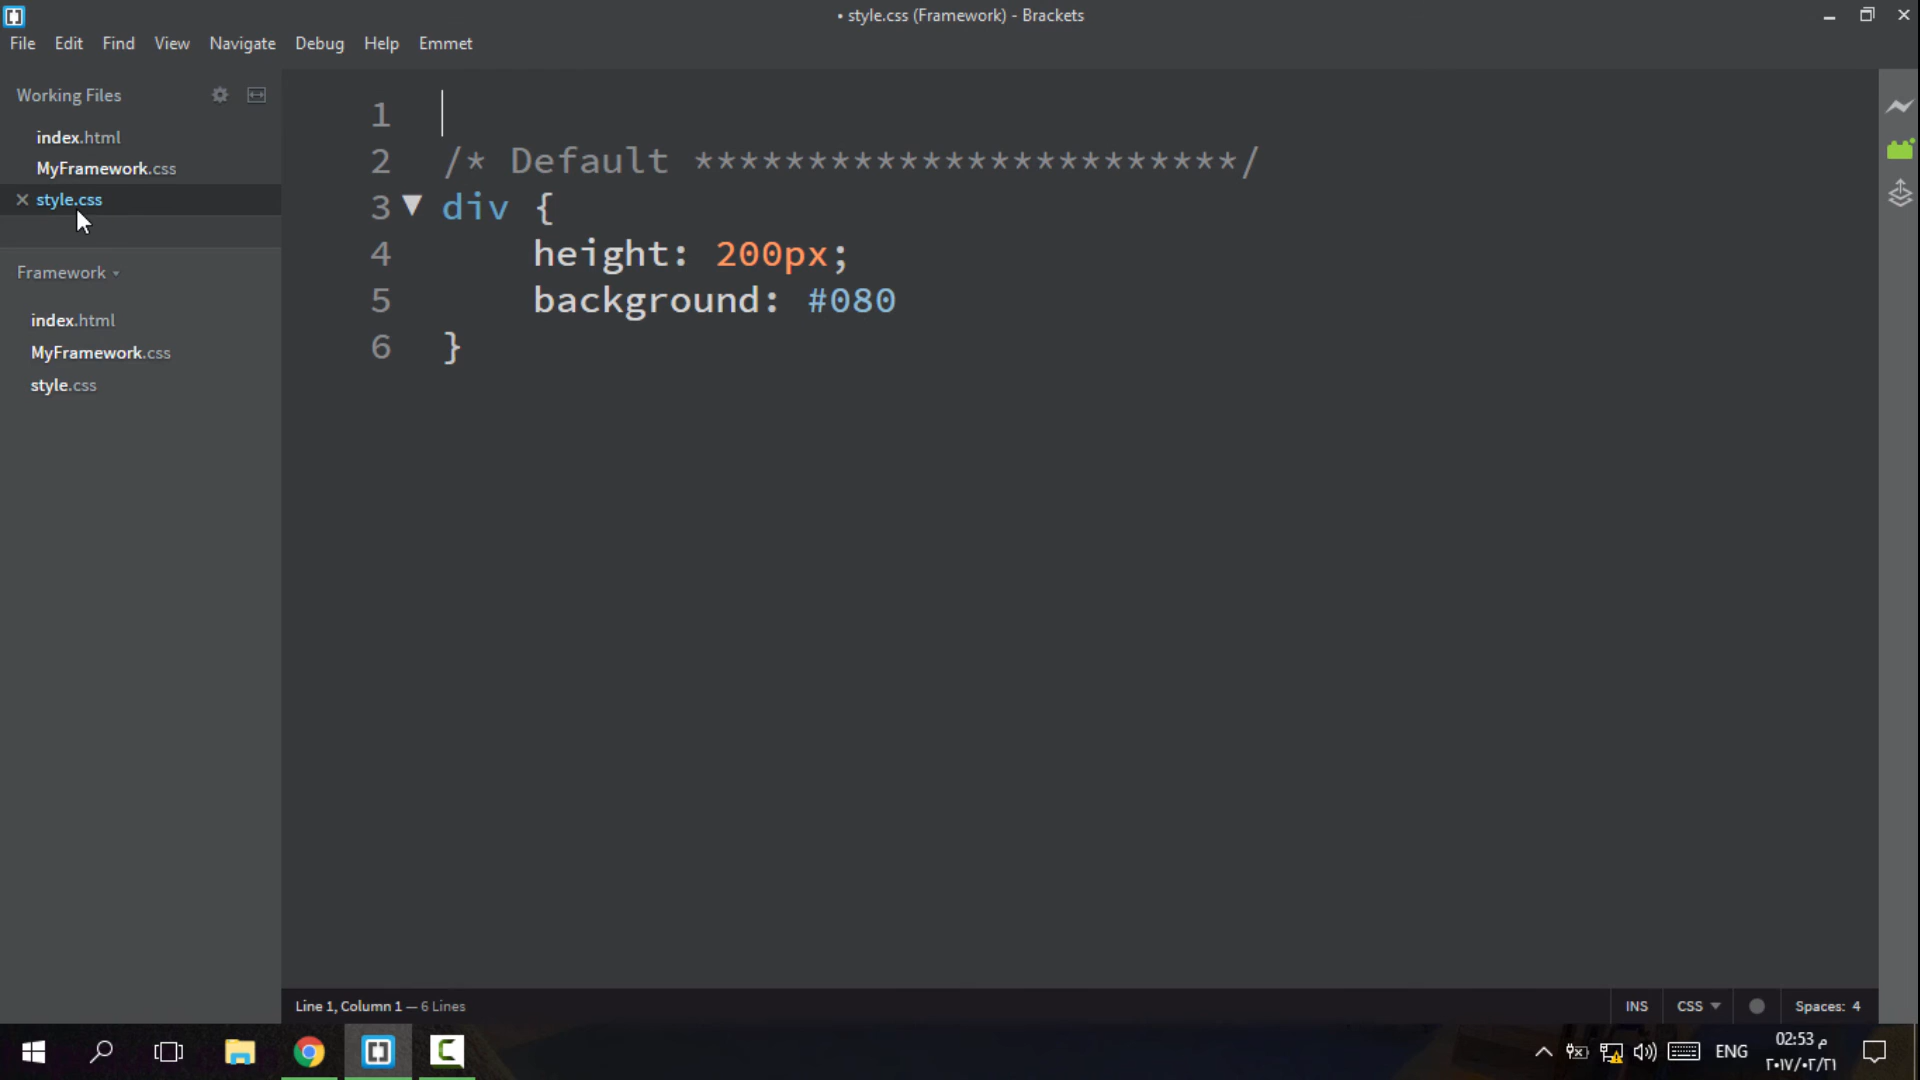 • style.css (Framework) - Brackets
File Edit Find View Navigate Debug Help Emmet
Working Files
index.html
MyFramework.css
style.css
Framework
index.html
MyFramework.css
style.css
1
2 /* Default ************************/
3 div {
4 height: 200px;
5 background: #080
6 }
Line 1, Column 1 — 6 Lines
INS CSS Spaces: 4
ENG
02:53 م
٢٠١٧/٠٢/٢١